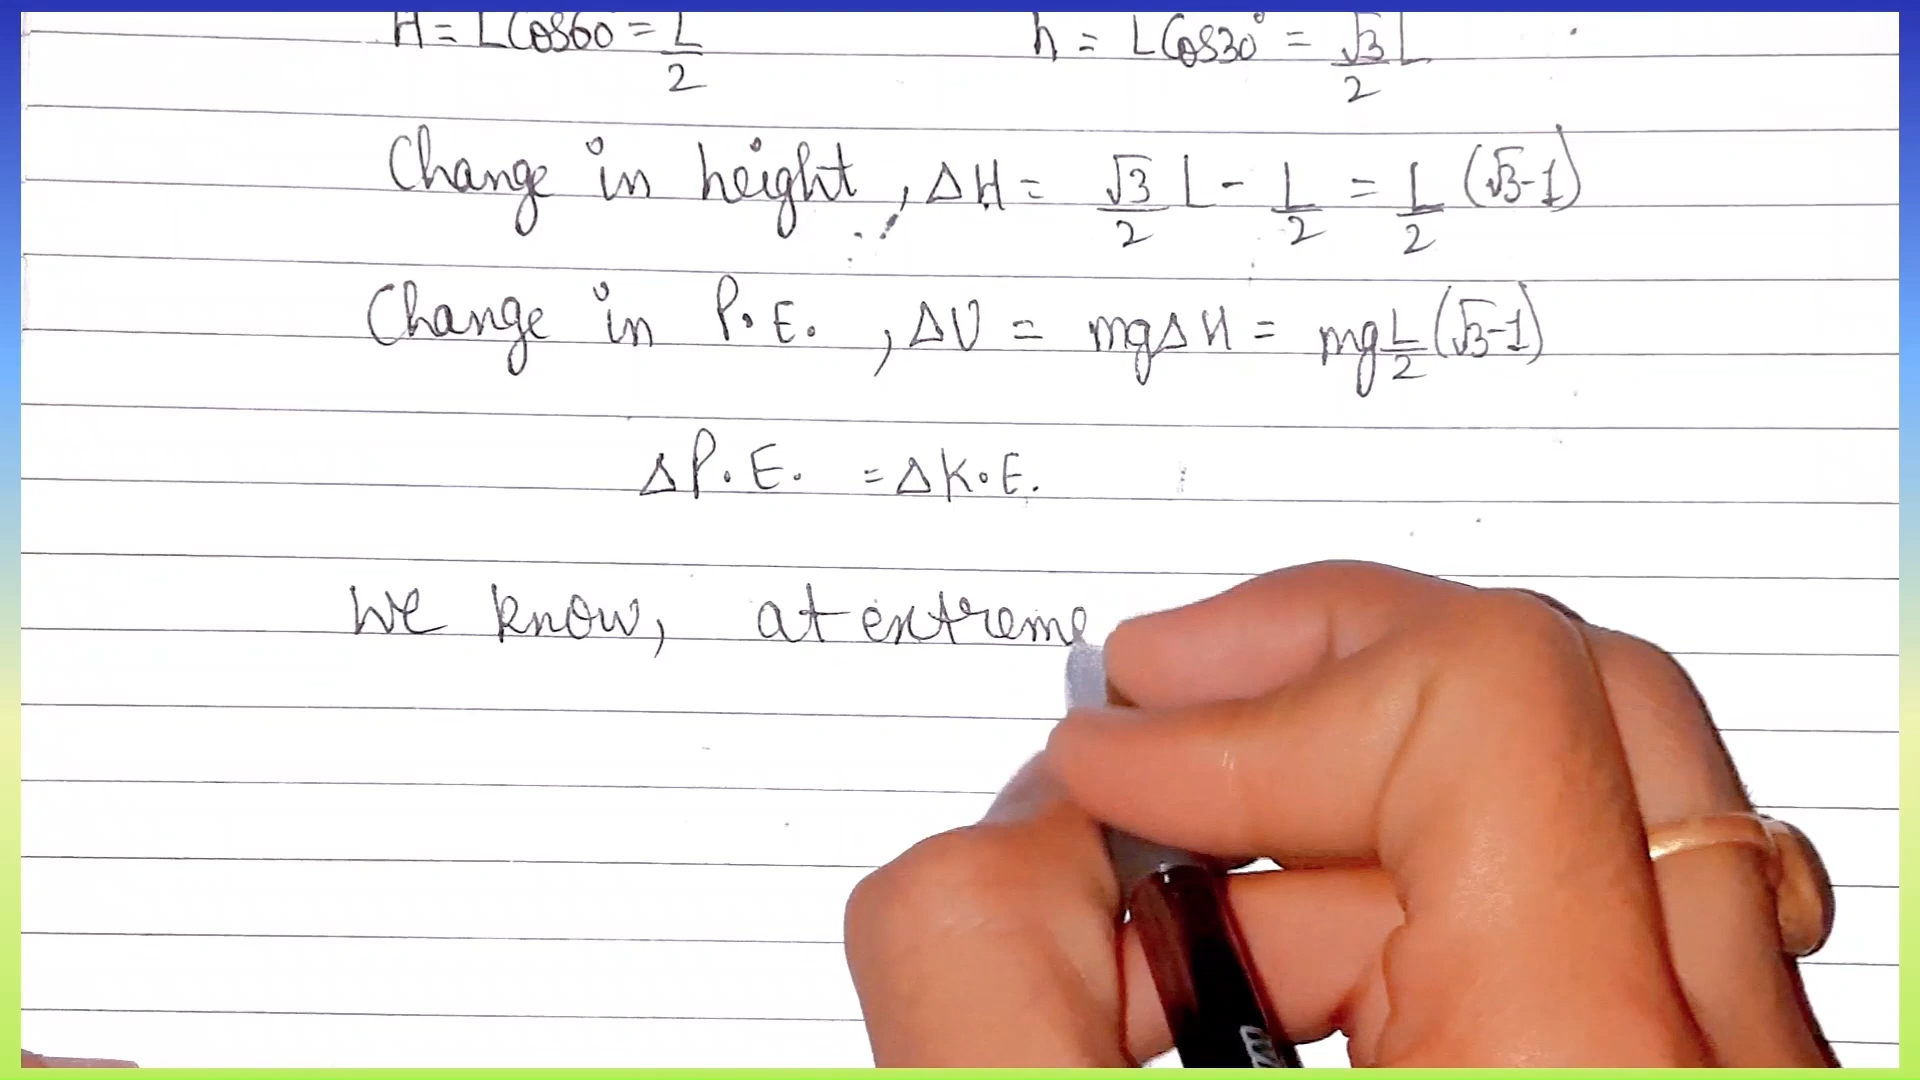 H = L Cos60 = L/2 h = L Cos30° = √3/2 L
Change in height, ΔH = √3/2 L - L/2 = L/2 (√3-1)
Change in P.E., ΔU = mgΔH = mg L/2 (√3-1)
ΔP.E. = ΔK.E.
We know, at extreme